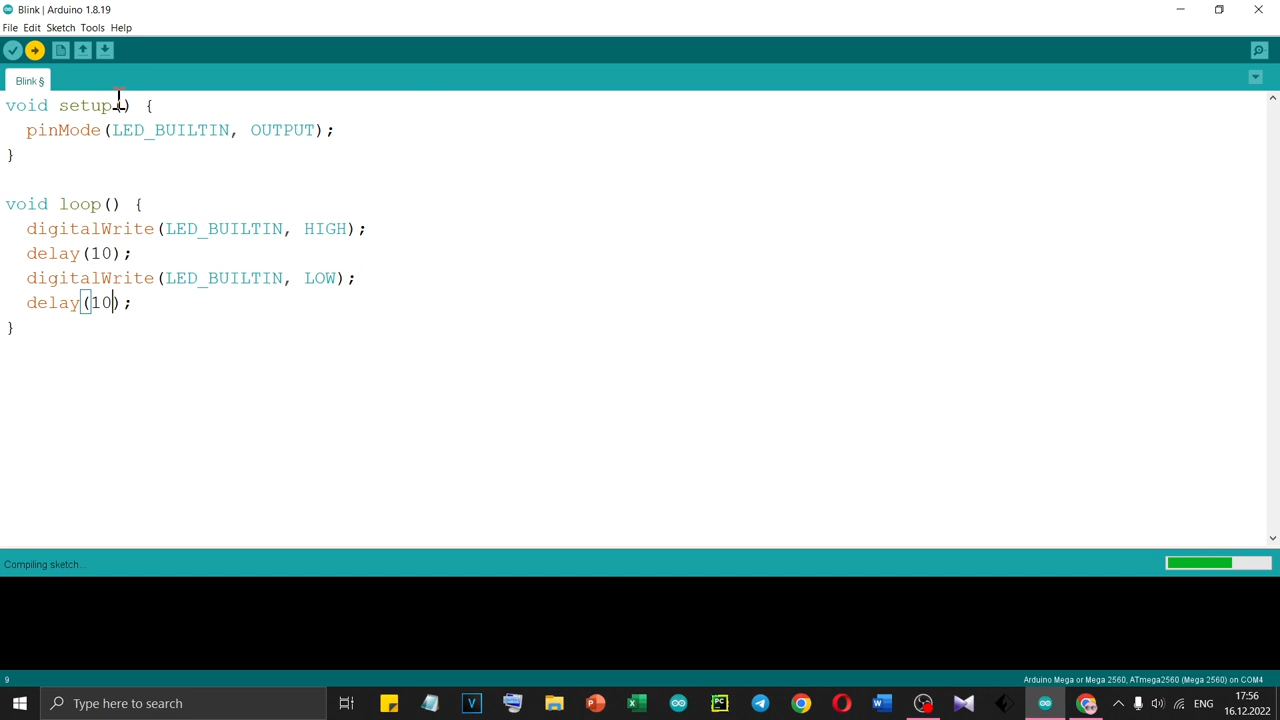 Blink | Arduino 1.8.19
File Edit Sketch Tools Help
Blink §
void setup() {
  pinMode(LED_BUILTIN, OUTPUT);
}
void loop() {
  digitalWrite(LED_BUILTIN, HIGH);
  delay(10);
  digitalWrite(LED_BUILTIN, LOW);
  delay(10);
}
Compiling sketch...
9
Arduino Mega or Mega 2560, ATmega2560 (Mega 2560) on COM4
Type here to search
V
PC
ENG
17:56
16.12.2022